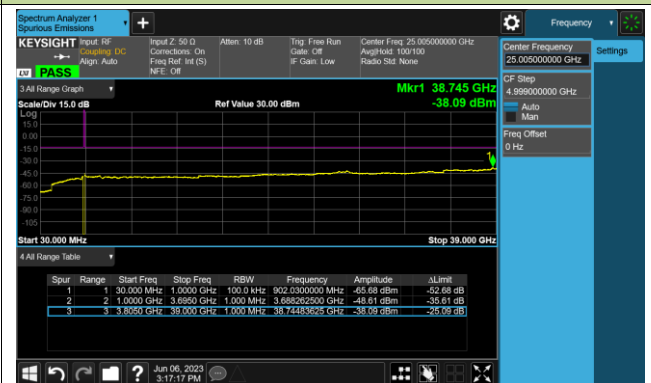 Spectrum Analyzer 1
Spurious Emissions
Frequency
KEYSIGHT
Input: RF
Coupling: DC
Align: Auto
Input Z: 50 Ω
Corrections: On
Freq Ref: Int (S)
NFE: Off
Atten: 10 dB
Trig: Free Run
Gate: Off
IF Gain: Low
Center Freq: 25.005000000 GHz
Avg|Hold: 100/100
Radio Std: None
LXI
PASS
Center Frequency
25.005000000 GHz
Settings
CF Step
4.999000000 GHz
Auto
Man
Freq Offset
0 Hz
3 All Range Graph
Mkr1 38.745 GHz
Scale/Div 15.0 dB
Ref Value 30.00 dBm
-38.09 dBm
Log
15.0
0.00
-15.0
-30.0
-45.0
-60.0
-75.0
-90.0
-105
1
Start 30.000 MHz
Stop 39.000 GHz
4 All Range Table
Spur Range Start Freq Stop Freq RBW Frequency Amplitude ΔLimit
1 1 30.000 MHz 1.0000 GHz 100.0 kHz 902.0300000 MHz -65.68 dBm -52.68 dB
2 2 1.0000 GHz 3.6950 GHz 1.000 MHz 3.688262500 GHz -48.61 dBm -35.61 dB
3 3 3.8050 GHz 39.000 GHz 1.000 MHz 38.74483625 GHz -38.09 dBm -25.09 dB
?
Jun 06, 2023
3:17:17 PM